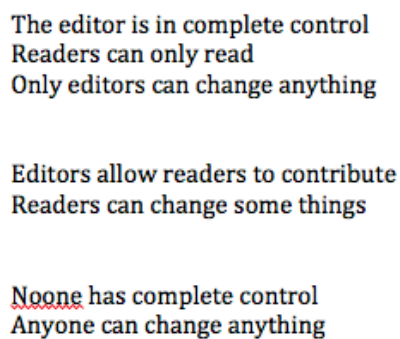 The editor is in complete control
Readers can only read
Only editors can change anything
Editors allow readers to contribute
Readers can change some things
Noone has complete control
Anyone can change anything